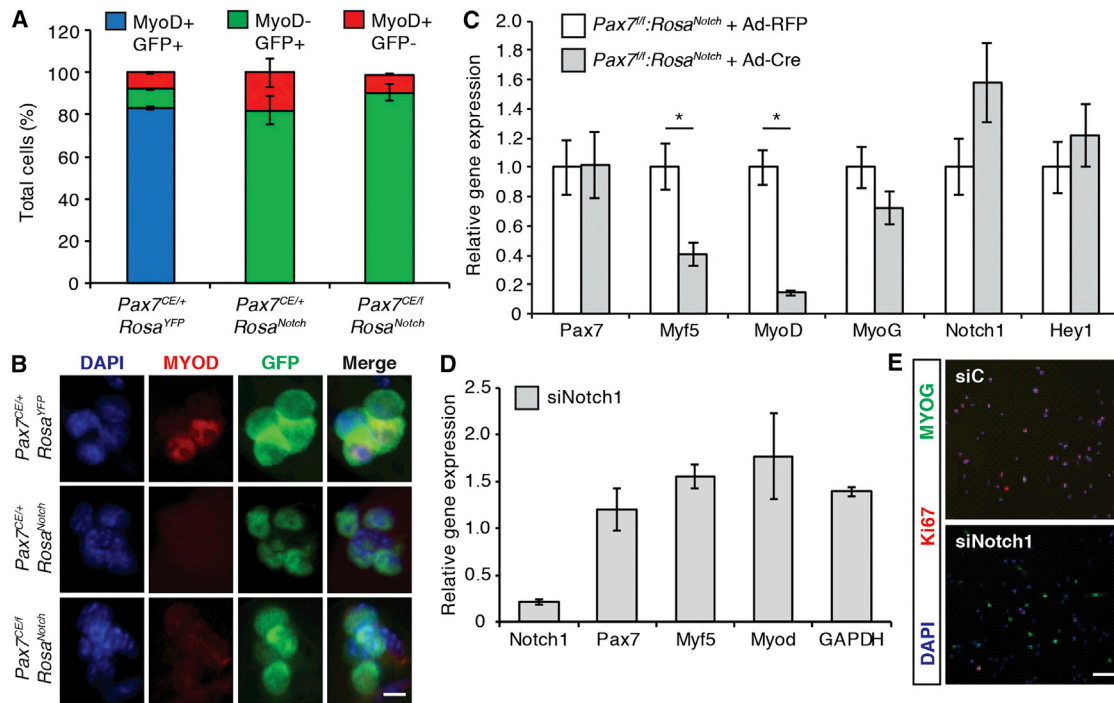 A
MyoD+ GFP+
MyoD- GFP+
MyoD+ GFP-
Total cells (%)
120
100
80
60
40
20
0
Pax7CE/+ RosaYFP
Pax7CE/+ RosaNotch
Pax7CE/f RosaNotch
B
DAPI MYOD GFP Merge
Pax7CE/+ RosaYFP
Pax7CE/+ RosaNotch
Pax7CE/f RosaNotch
C
Pax7f/f:RosaNotch + Ad-RFP
Pax7f/f:RosaNotch + Ad-Cre
Relative gene expression
2.0
1.8
1.6
1.4
1.2
1.0
0.8
0.6
0.4
0.2
0
* *
Pax7 Myf5 MyoD MyoG Notch1 Hey1
D
siNotch1
Relative gene expression
2.5
2.0
1.5
1.0
0.5
0
Notch1 Pax7 Myf5 Myod GAPDH
E
DAPI Ki67 MYOG
siC
siNotch1